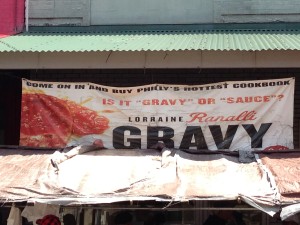 COME ON IN AND BUY PHILLY'S HOTTEST COOKBOOK
IS IT "GRAVY" OR "SAUCE"?
LORRAINE Ranalli
GRAVY